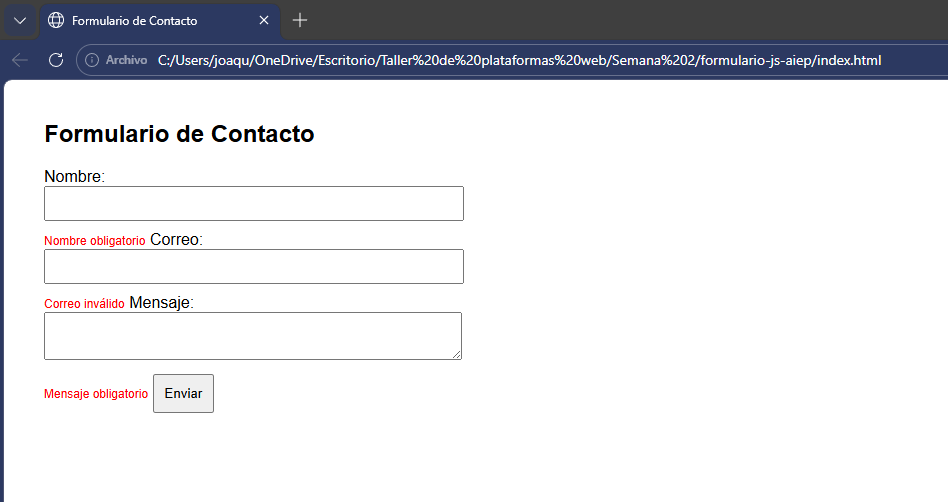 Formulario de Contacto
Archivo C:/Users/joaqu/OneDrive/Escritorio/Taller%20de%20plataformas%20web/Semana%202/formulario-js-aiep/index.html
Formulario de Contacto
Nombre:
Nombre obligatorio Correo:
Correo inválido Mensaje:
Mensaje obligatorio Enviar